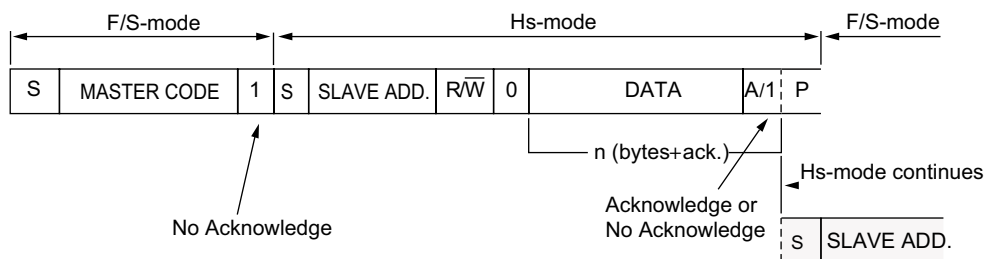 F/S-mode Hs-mode F/S-mode
S MASTER CODE 1 S SLAVE ADD. R/W̅ 0 DATA A/1 P
n (bytes+ack.)
Hs-mode continues
No Acknowledge
Acknowledge or
No Acknowledge
S SLAVE ADD.